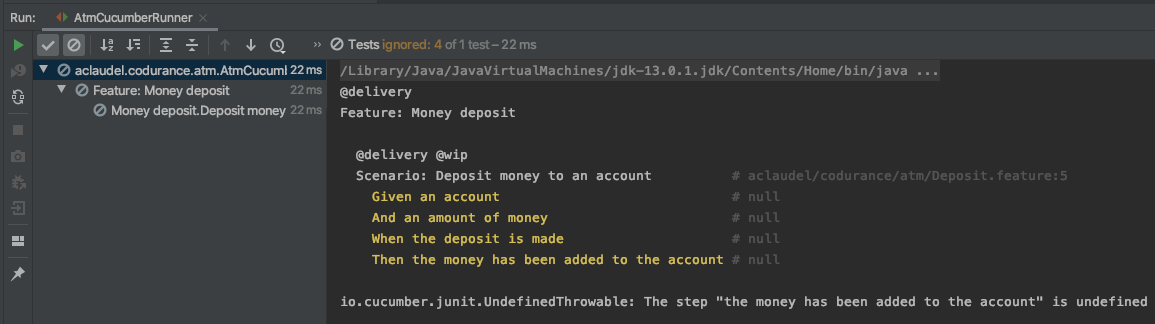 Run: AtmCucumberRunner
Tests ignored: 4 of 1 test – 22 ms
aclaudel.codurance.atm.AtmCucuml 22 ms
Feature: Money deposit 22 ms
Money deposit.Deposit money 22 ms
/Library/Java/JavaVirtualMachines/jdk-13.0.1.jdk/Contents/Home/bin/java ...
@delivery
Feature: Money deposit
@delivery @wip
Scenario: Deposit money to an account # aclaudel/codurance/atm/Deposit.feature:5
Given an account # null
And an amount of money # null
When the deposit is made # null
Then the money has been added to the account # null
io.cucumber.junit.UndefinedThrowable: The step "the money has been added to the account" is undefined